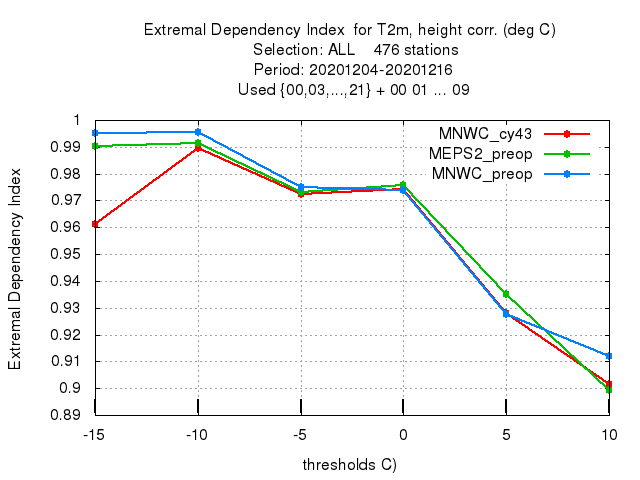 Extremal Dependency Index  for T2m, height corr. (deg C)
Selection: ALL    476 stations
Period: 20201204-20201216
Used {00,03,...,21} + 00 01 ... 09
MNWC_cy43
MEPS2_preop
MNWC_preop
Extremal Dependency Index
1
0.99
0.98
0.97
0.96
0.95
0.94
0.93
0.92
0.91
0.9
0.89
-15 -10 -5 0 5 10
thresholds C)